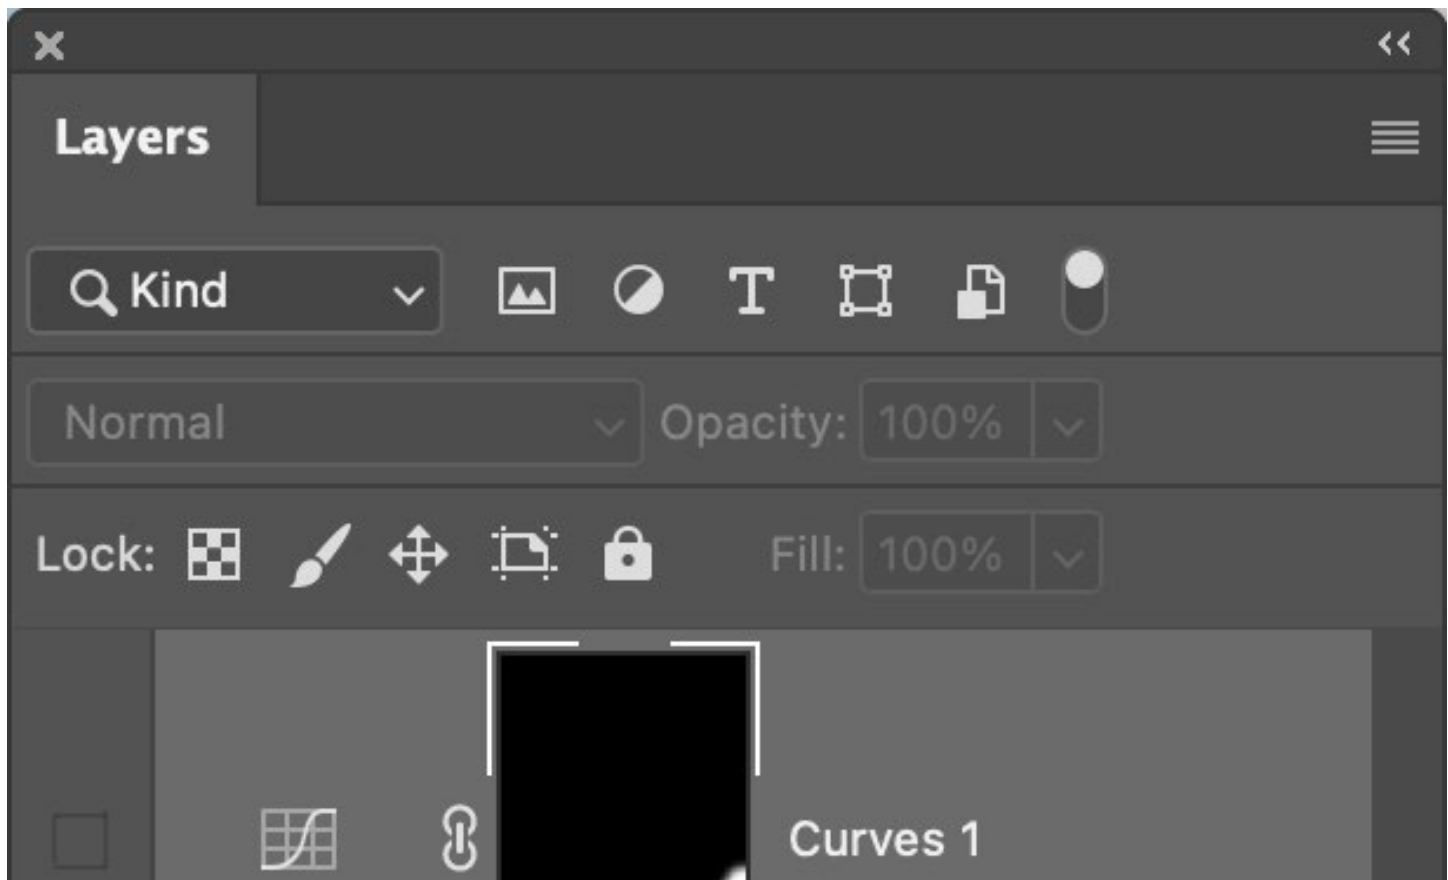 Layers
Kind
Normal Opacity: 100%
Lock: Fill: 100%
Curves 1